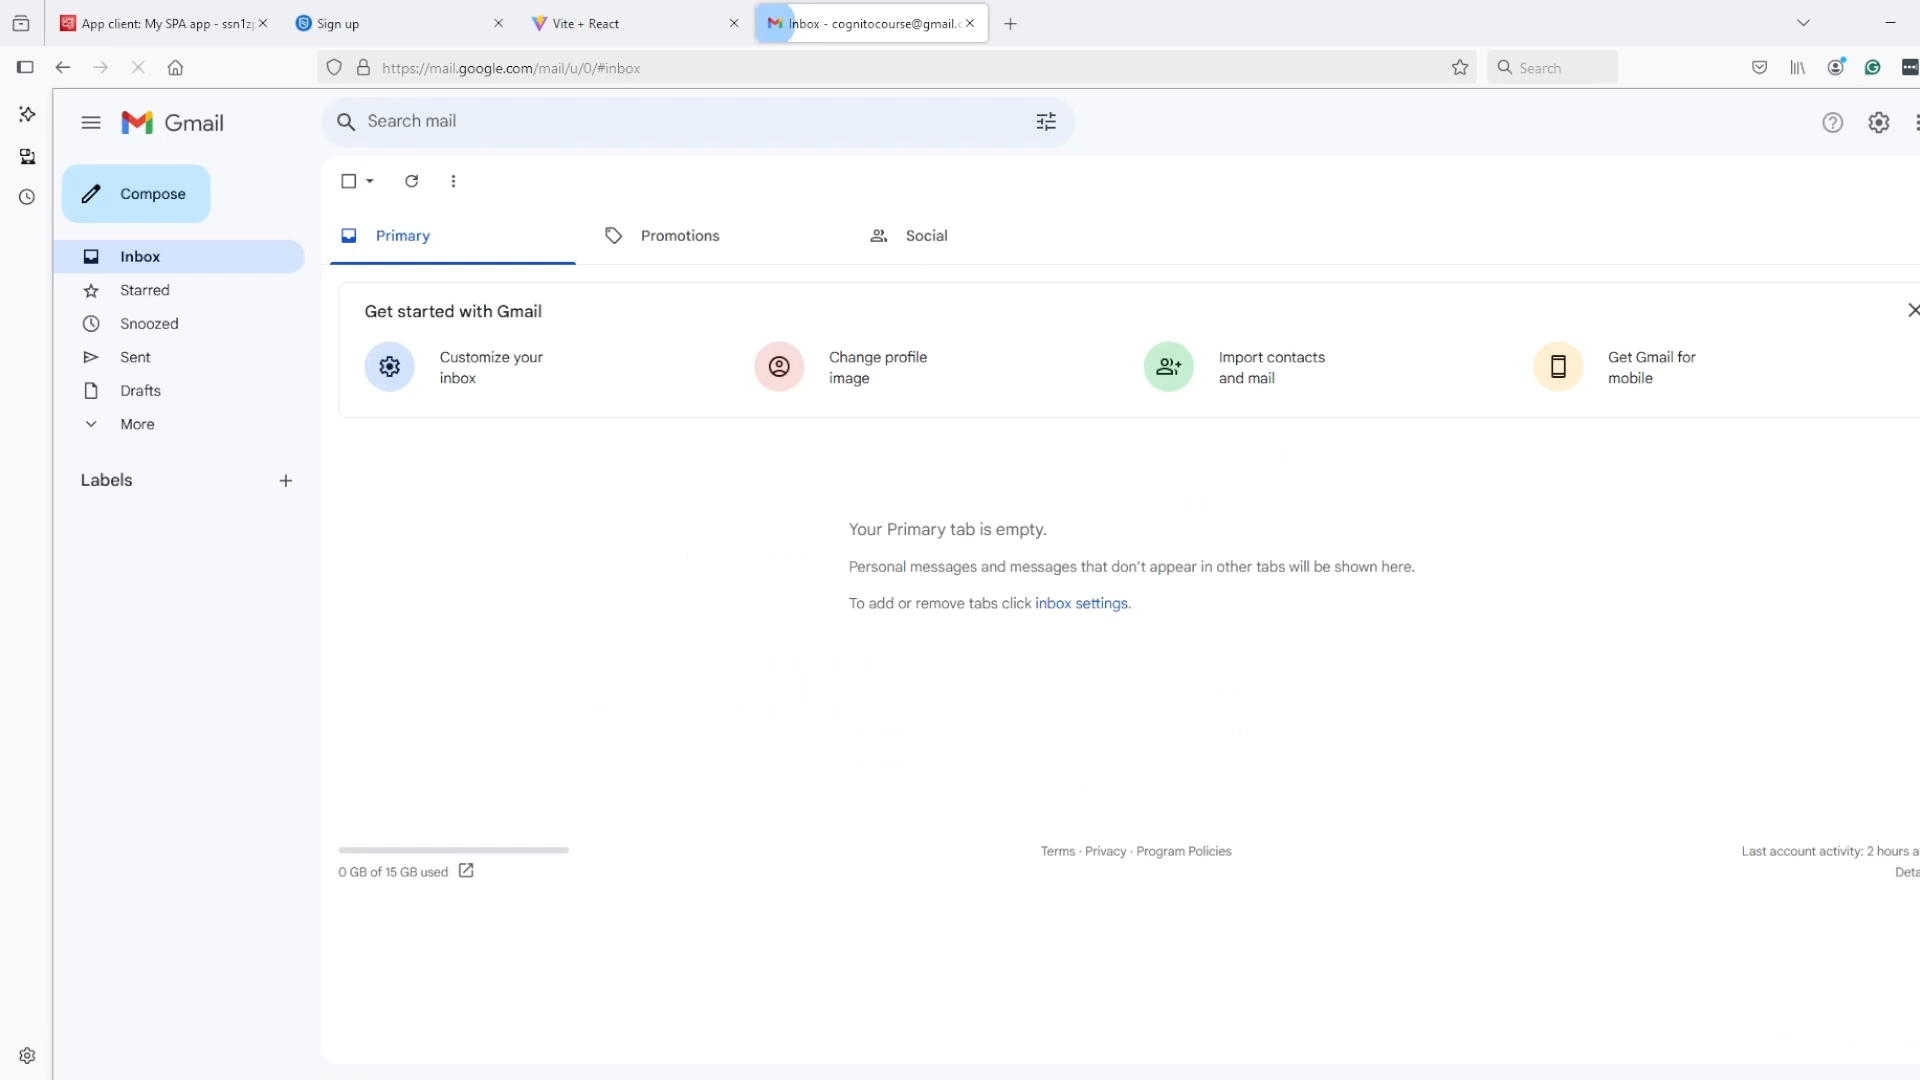 App client: My SPA app - ssn1z
Sign up
Vite + React
Inbox - cognitocourse@gmail.c
https://mail.google.com/mail/u/0/#inbox
Search
Gmail
Search mail
Compose
Inbox
Starred
Snoozed
Sent
Drafts
More
Labels
Primary
Promotions
Social
Get started with Gmail
Customize your
inbox
Change profile
image
Import contacts
and mail
Get Gmail for
mobile
Your Primary tab is empty.
Personal messages and messages that don't appear in other tabs will be shown here.
To add or remove tabs click inbox settings.
0 GB of 15 GB used
Terms · Privacy · Program Policies
Last account activity: 2 hours a
Deta